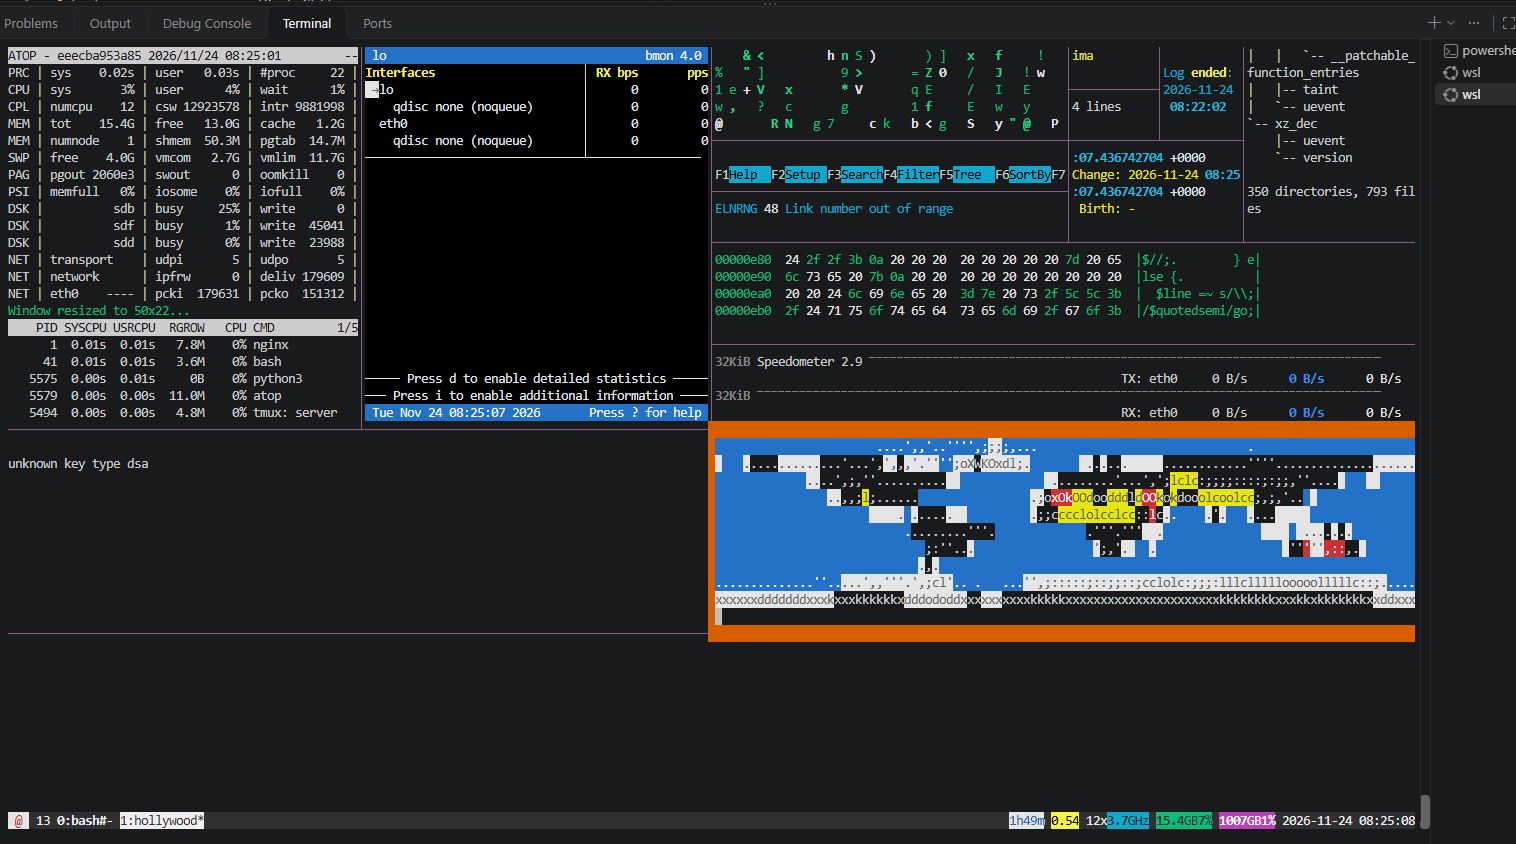 Problems Output Debug Console Terminal Ports
ATOP - eeecba953a85 2026/11/24 08:25:01 --
PRC | sys 0.02s | user 0.03s | #proc 22 |
CPU | sys 3% | user 4% | wait 1% |
CPL | numcpu 12 | csw 12923578 | intr 9881998 |
MEM | tot 15.4G | free 13.0G | cache 1.2G |
MEM | numnode 1 | shmem 50.3M | pgtab 14.7M |
SWP | free 4.0G | vmcom 2.7G | vmlim 11.7G |
PAG | pgout 2060e3 | swout 0 | oomkill 0 |
PSI | memfull 0% | iosome 0% | iofull 0% |
DSK | sdb | busy 25% | write 0 |
DSK | sdf | busy 1% | write 45041 |
DSK | sdd | busy 0% | write 23988 |
NET | transport | udpi 5 | udpo 5 |
NET | network | ipfrw 0 | deliv 179609 |
NET | eth0 ---- | pcki 179631 | pcko 151312 |
Window resized to 50x22...
PID SYSCPU USRCPU RGROW CPU CMD 1/5
1 0.01s 0.01s 7.8M 0% nginx
41 0.01s 0.01s 3.6M 0% bash
5575 0.00s 0.01s 0B 0% python3
5579 0.00s 0.00s 11.0M 0% atop
5494 0.00s 0.00s 4.8M 0% tmux: server
lo bmon 4.0
Interfaces RX bps pps
→lo 0 0
qdisc none (noqueue) 0 0
eth0 0 0
qdisc none (noqueue) 0 0
Press d to enable detailed statistics
Press i to enable additional information
Tue Nov 24 08:25:07 2026 Press ? for help
& < h n S ) ) ] x f !
% " ] 9 > = Z 0 / J ! w
1 e + V x * V q E / I E
w , ? c g 1 f E w y
@ R N g 7 c k b < g S y " @ P
ima
4 lines
Log ended:
2026-11-24
08:22:02
F1Help F2Setup F3SearchF4FilterF5Tree F6SortByF7
ELNRNG 48 Link number out of range
:07.436742704 +0000
Change: 2026-11-24 08:25
:07.436742704 +0000
Birth: -
| | `-- __patchable_
function_entries
| |-- taint
| `-- uevent
`-- xz_dec
|-- uevent
`-- version
350 directories, 793 fil
es
00000e80 24 2f 2f 3b 0a 20 20 20 20 20 20 20 20 7d 20 65 |$//;. } e|
00000e90 6c 73 65 20 7b 0a 20 20 20 20 20 20 20 20 20 20 |lse {. |
00000ea0 20 20 24 6c 69 6e 65 20 3d 7e 20 73 2f 5c 5c 3b | $line =~ s/\\;|
00000eb0 2f 24 71 75 6f 74 65 64 73 65 6d 69 2f 67 6f 3b |/$quotedsemi/go;|
32KiB Speedometer 2.9
TX: eth0 0 B/s 0 B/s 0 B/s
32KiB
RX: eth0 0 B/s 0 B/s 0 B/s
unknown key type dsa
@ 13 0:bash#- 1:hollywood* 1h49m 0.54 12x3.7GHz 15.4GB7% 1007GB1% 2026-11-24 08:25:08
powershe
wsl
wsl